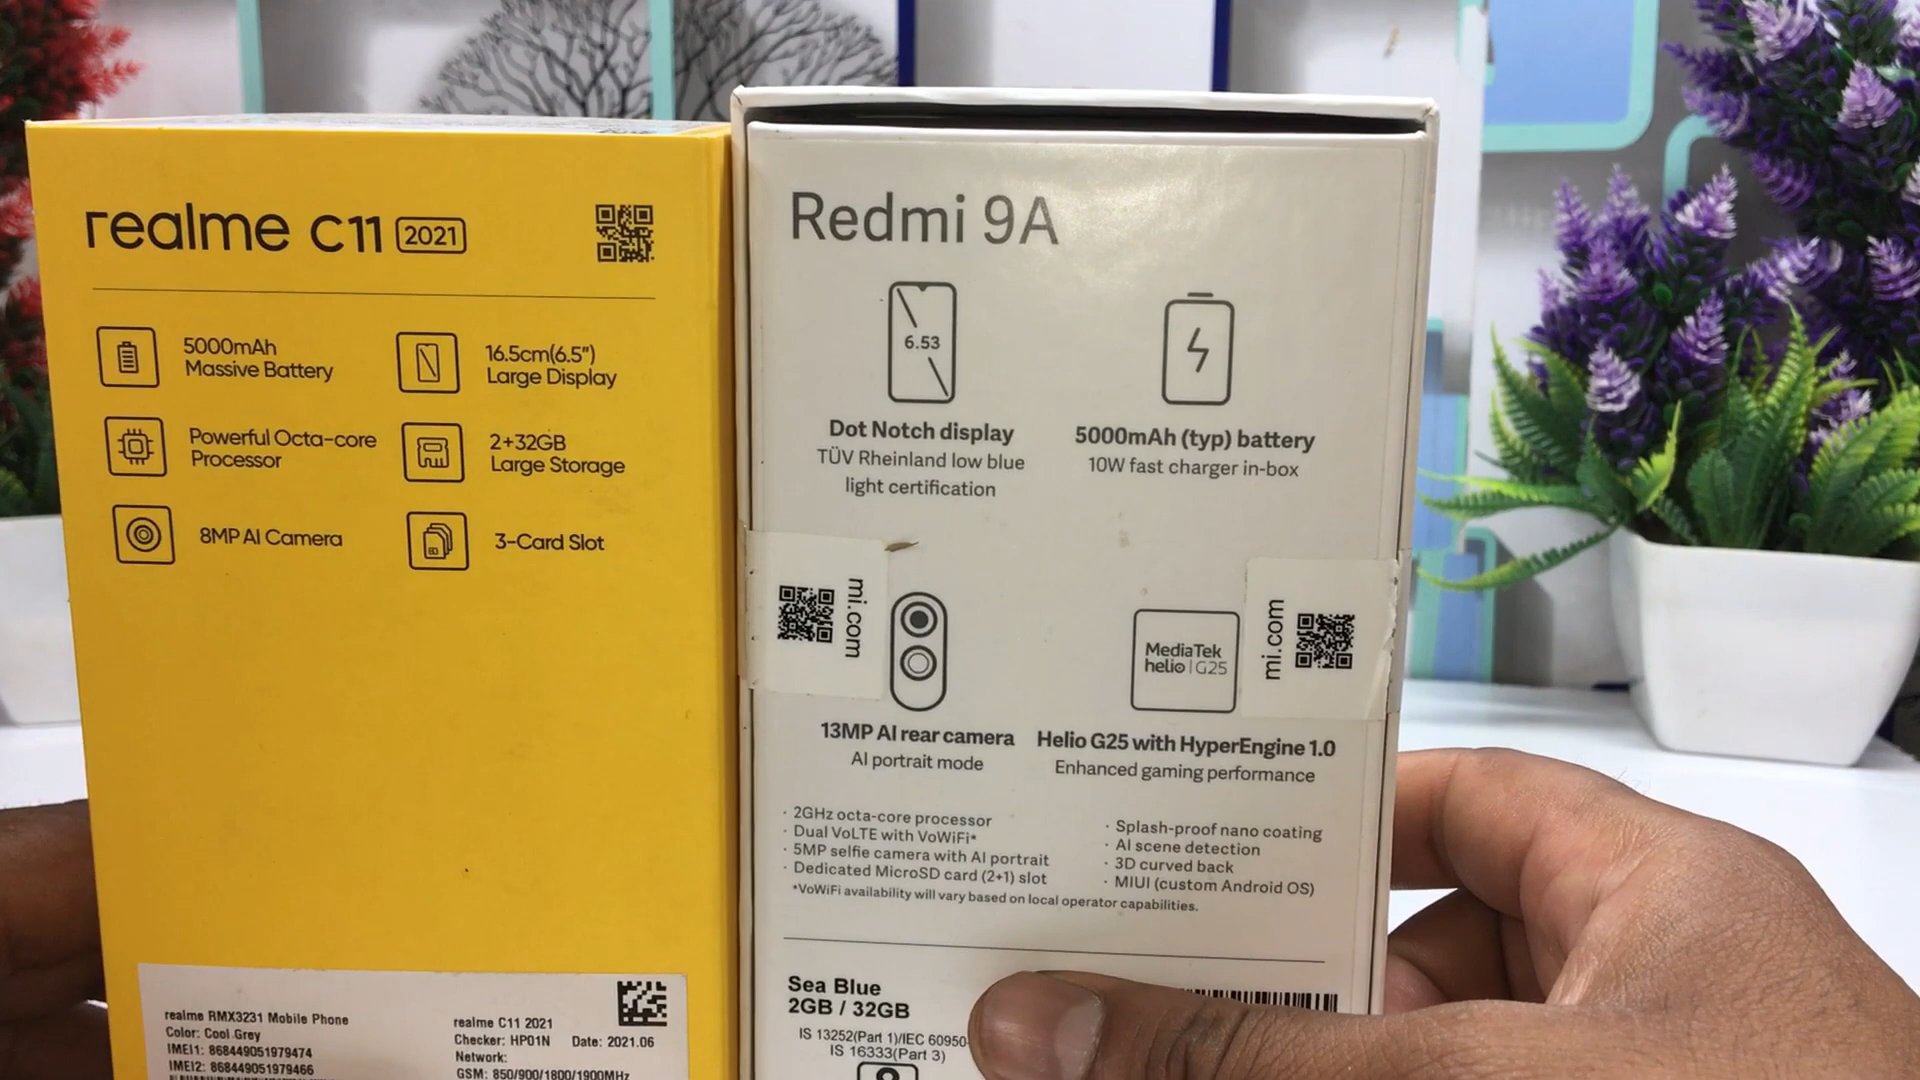 realme C11 2021
5000mAh
Massive Battery
16.5cm(6.5")
Large Display
Powerful Octa-core
Processor
2+32GB
Large Storage
8MP AI Camera
3-Card Slot
realme RMX3231 Mobile Phone
Color: Cool Grey
IMEI1: 868449051979474
IMEI2: 868449051979466
realme C11 2021
Checker: HP01N Date: 2021.06
Network:
GSM: 850/900/1800/1900MHz
Redmi 9A
6.53
Dot Notch display
TÜV Rheinland low blue
light certification
5000mAh (typ) battery
10W fast charger in-box
mi.com
13MP AI rear camera
AI portrait mode
MediaTek
helio G25
mi.com
Helio G25 with HyperEngine 1.0
Enhanced gaming performance
· 2GHz octa-core processor
· Dual VoLTE with VoWiFi*
· 5MP selfie camera with AI portrait
· Dedicated MicroSD card (2+1) slot
· Splash-proof nano coating
· AI scene detection
· 3D curved back
· MIUI (custom Android OS)
*VoWiFi availability will vary based on local operator capabilities.
Sea Blue
2GB / 32GB
IS 13252(Part 1)/IEC 60950-
IS 16333(Part 3)